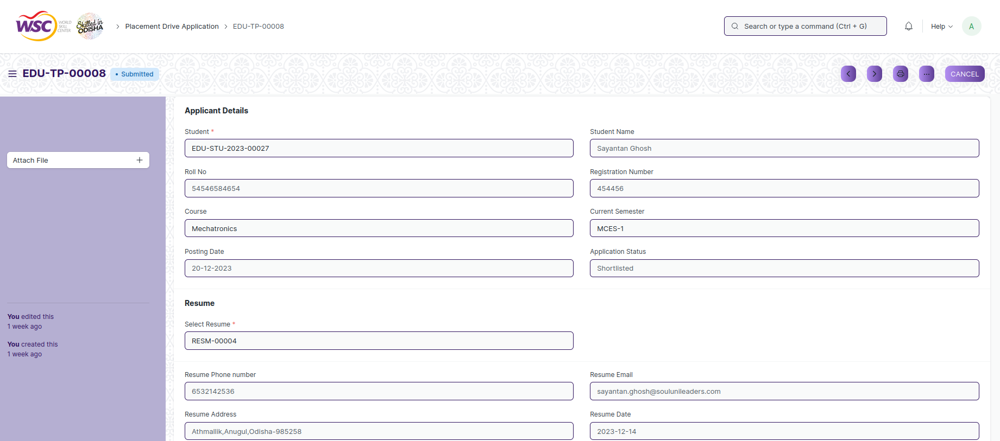 WSC WORLD SKILL CENTER
Skilled in ODISHA
Placement Drive Application
EDU-TP-00008
Search or type a command (Ctrl + G)
Help
A
EDU-TP-00008
Submitted
CANCEL
Attach File
You edited this
1 week ago
You created this
1 week ago
Applicant Details
Student *
Student Name
EDU-STU-2023-00027
Sayantan Ghosh
Roll No
Registration Number
54546584654
454456
Course
Current Semester
Mechatronics
MCES-1
Posting Date
Application Status
20-12-2023
Shortlisted
Resume
Select Resume *
RESM-00004
Resume Phone number
Resume Email
6532142536
sayantan.ghosh@soulunileaders.com
Resume Address
Resume Date
Athmallik,Anugul,Odisha-985258
2023-12-14